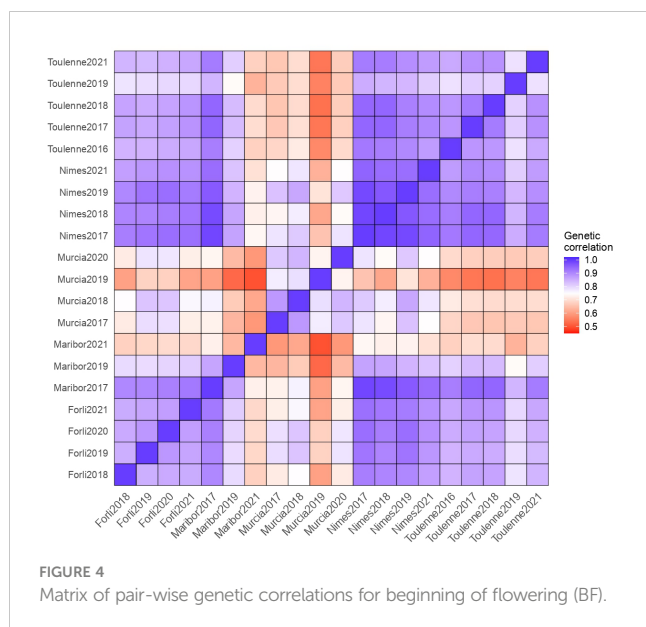 Toulenne2021
Toulenne2019
Toulenne2018
Toulenne2017
Toulenne2016
Nimes2021
Nimes2019
Nimes2018
Nimes2017
Murcia2020
Murcia2019
Murcia2018
Murcia2017
Maribor2021
Maribor2019
Maribor2017
Forli2021
Forli2020
Forli2019
Forli2018
Genetic
correlation
1.0
0.9
0.8
0.7
0.6
0.5
Forli2018
Forli2019
Forli2020
Forli2021
Maribor2017
Maribor2019
Maribor2021
Murcia2017
Murcia2018
Murcia2019
Murcia2020
Nimes2017
Nimes2018
Nimes2019
Nimes2021
Toulenne2016
Toulenne2017
Toulenne2018
Toulenne2019
Toulenne2021
FIGURE 4
Matrix of pair-wise genetic correlations for beginning of flowering (BF).